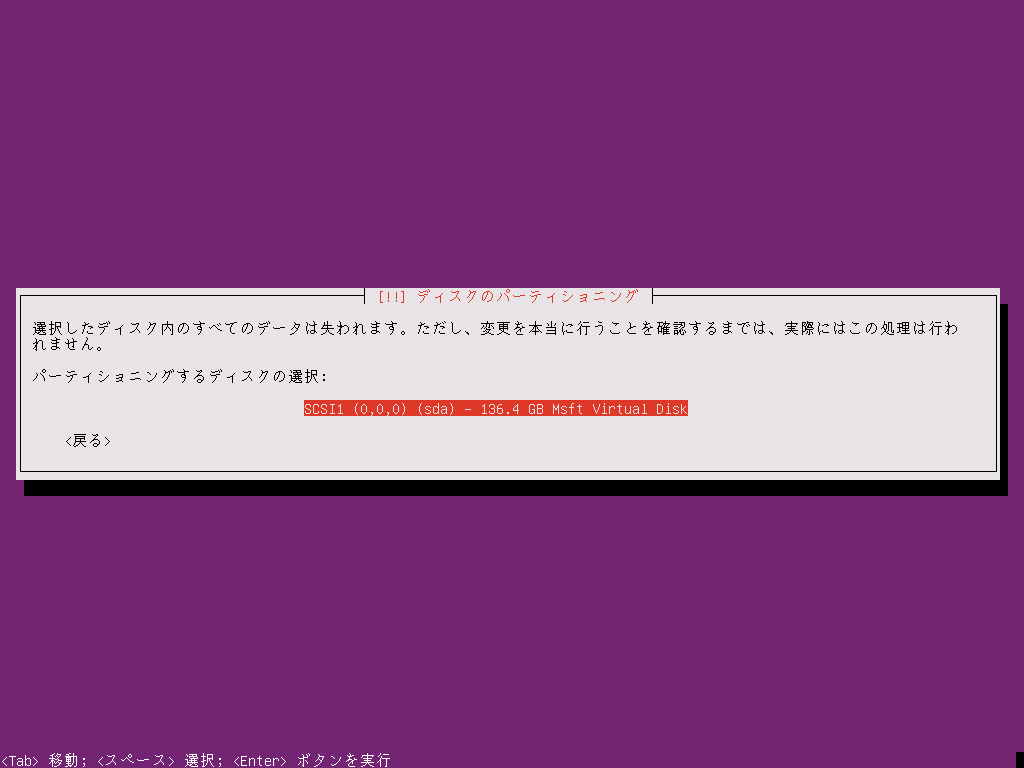 [!!] ディスクのパーティショニング
選択したディスク内のすべてのデータは失われます。ただし、変更を本当に行うことを確認するまでは、実際にはこの処理は行わ
れません。
パーティショニングするディスクの選択:
SCSI1 (0,0,0) (sda) - 136.4 GB Msft Virtual Disk
<戻る>
<Tab> 移動; <スペース> 選択; <Enter> ボタンを実行